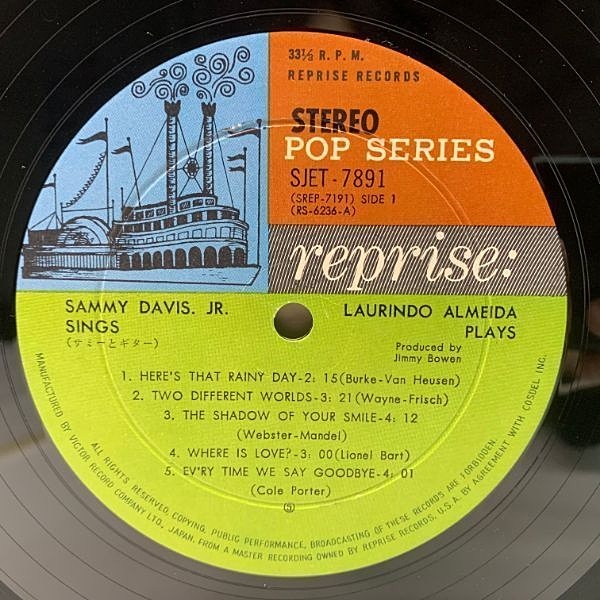 33⅓ R. P. M.
REPRISE RECORDS
STEREO
POP SERIES
SJET-7891
(SREP-7191) SIDE 1
(RS-6236-A)
reprise:
SAMMY DAVIS. JR.
SINGS
(サミーとギター)
LAURINDO ALMEIDA
PLAYS
Produced by
Jimmy Bowen
1. HERE'S THAT RAINY DAY-2: 15(Burke-Van Heusen)
2. TWO DIFFERENT WORLDS-3: 21(Wayne-Frisch)
3. THE SHADOW OF YOUR SMILE-4: 12
(Webster-Mandel)
4. WHERE IS LOVE?-3: 00(Lionel Bart)
5. EV'RY TIME WE SAY GOODBYE-4: 01
(Cole Porter)
⑤
ALL RIGHTS RESERVED, COPYING, PUBLIC PERFORMANCE, BROADCASTING OF THESE RECORDS ARE FORBIDDEN.
MANUFACTURED BY VICTOR RECORD COMPANY LTD., JAPAN. FROM A MASTER RECORDING OWNED BY REPRISE RECORDS, U.S.A. BY AGREEMENT WITH COSDEL INC.